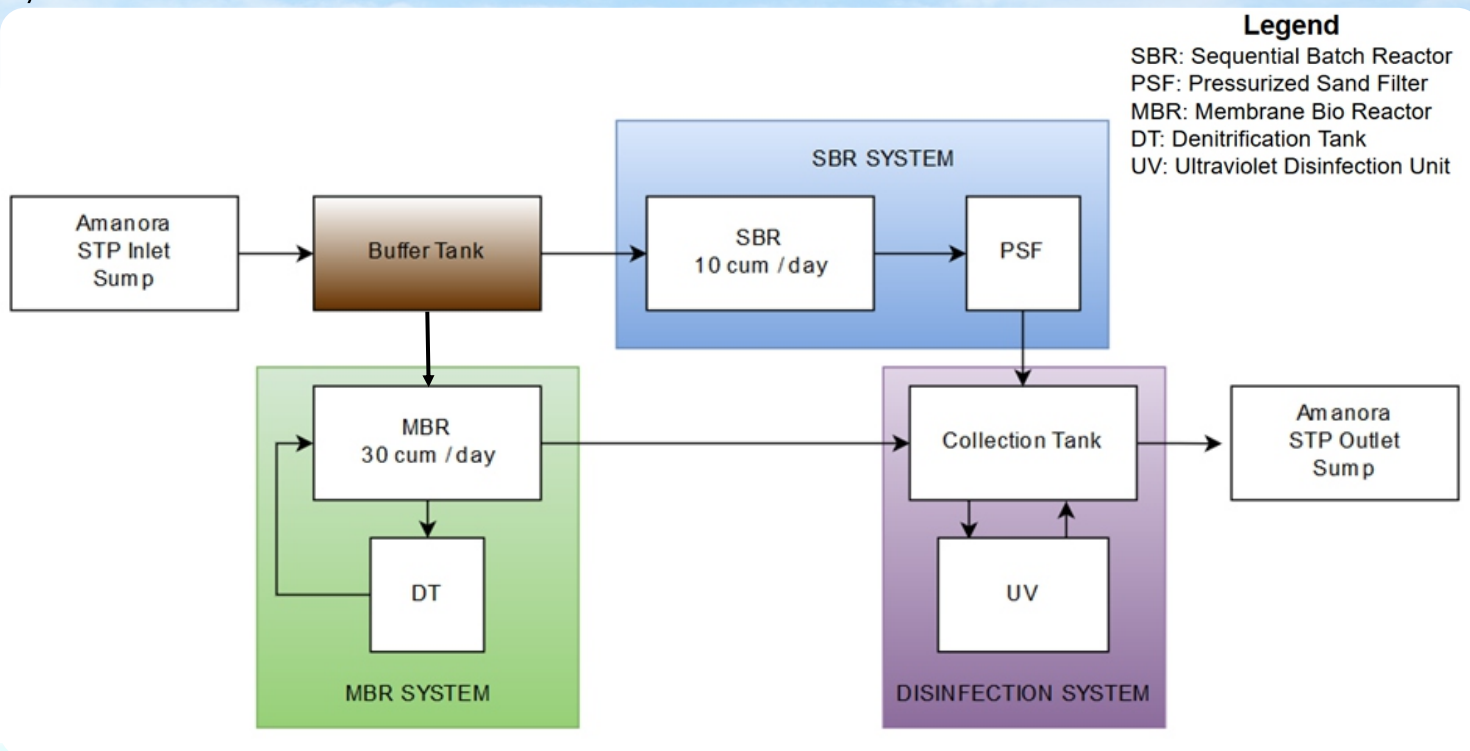 Legend
SBR: Sequential Batch Reactor
PSF: Pressurized Sand Filter
MBR: Membrane Bio Reactor
DT: Denitrification Tank
UV: Ultraviolet Disinfection Unit
SBR SYSTEM
Amanora
STP Inlet
Sump
Buffer Tank
SBR
10 cum / day
PSF
MBR
30 cum / day
Collection Tank
Amanora
STP Outlet
Sump
DT
UV
MBR SYSTEM
DISINFECTION SYSTEM